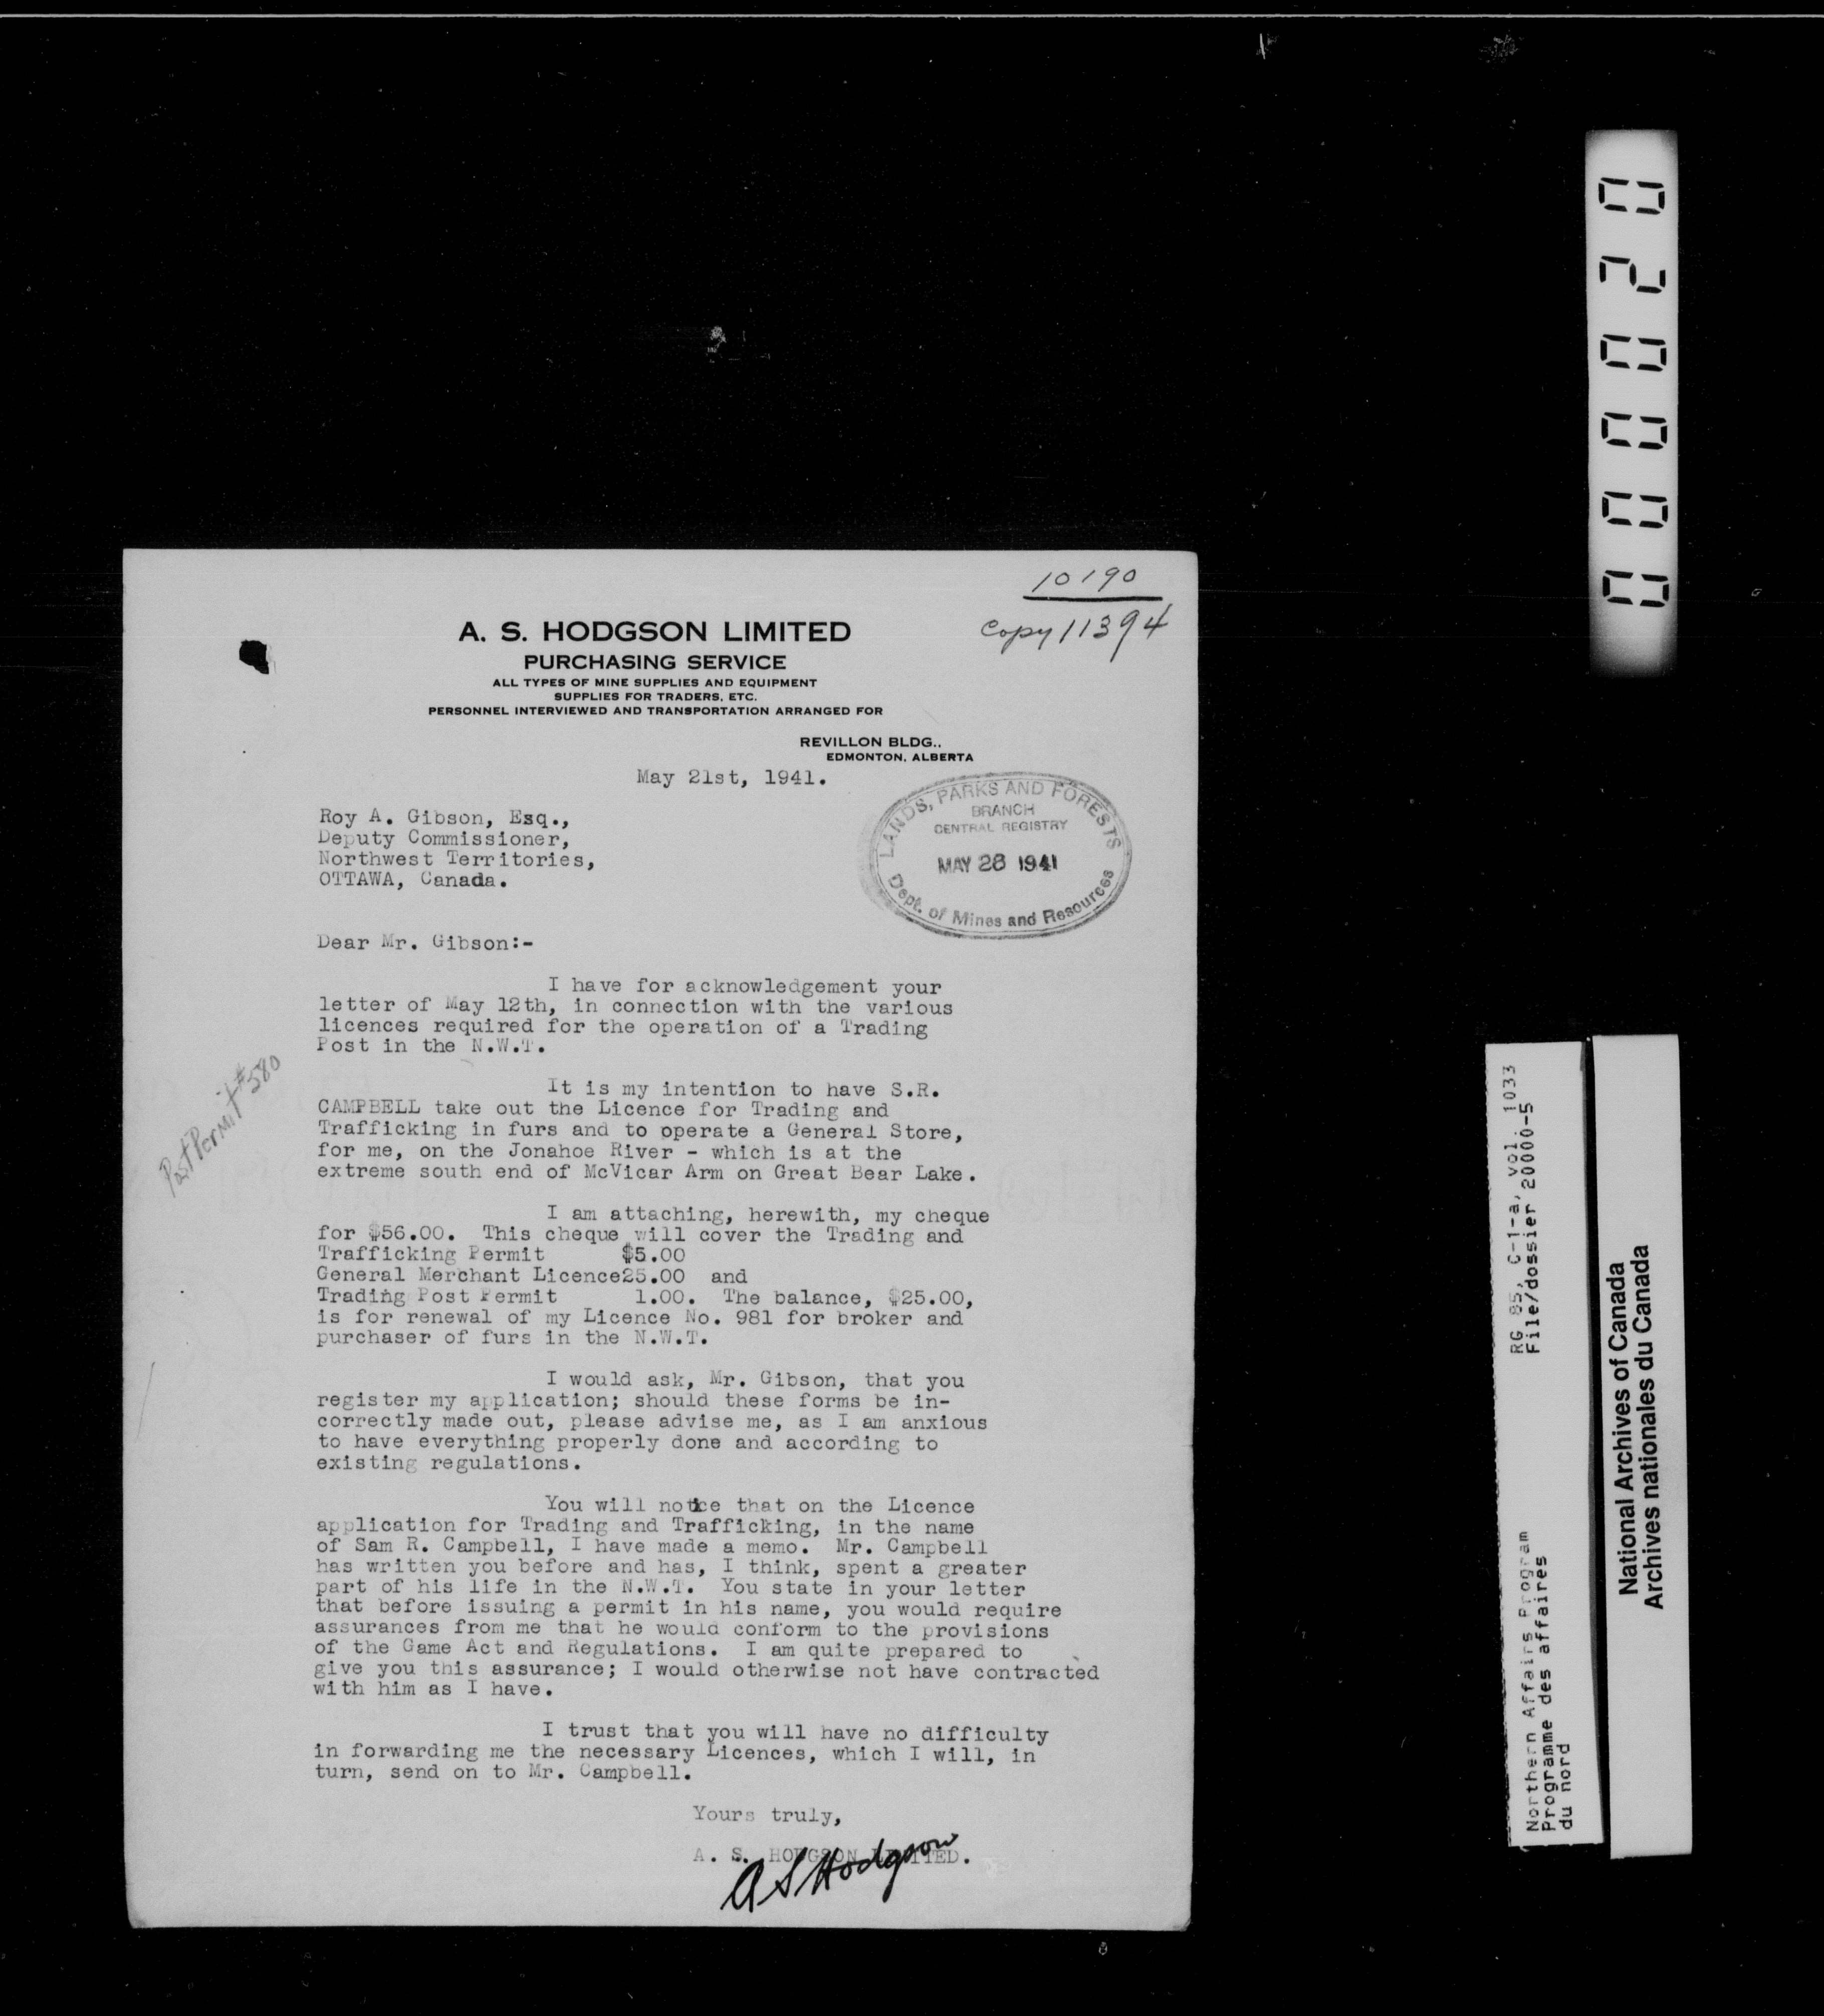 10190
Copy 11394
A. S. HODGSON LIMITED
PURCHASING SERVICE
ALL TYPES OF MINE SUPPLIES AND EQUIPMENT
SUPPLIES FOR TRADERS, ETC.
PERSONNEL INTERVIEWED AND TRANSPORTATION ARRANGED FOR
REVILLON BLDG.,
EDMONTON, ALBERTA
May 21st, 1941.
LANDS, PARKS AND FORESTS
BRANCH
CENTRAL REGISTRY
MAY 28 1941
Dept. of Mines and Resources
Roy A. Gibson, Esq.,
Deputy Commissioner,
Northwest Territories,
OTTAWA, Canada.
Dear Mr. Gibson:-
I have for acknowledgement your
letter of May 12th, in connection with the various
licences required for the operation of a Trading
Post in the N.W.T.
Post Permit #580
It is my intention to have S.R.
CAMPBELL take out the Licence for Trading and
Trafficking in furs and to operate a General Store,
for me, on the Jonahoe River - which is at the
extreme south end of McVicar Arm on Great Bear Lake.
I am attaching, herewith, my cheque
for $56.00. This cheque will cover the Trading and
Trafficking Permit $5.00
General Merchant Licence25.00 and
Trading Post Permit 1.00. The balance, $25.00,
is for renewal of my Licence No. 981 for broker and
purchaser of furs in the N.W.T.
I would ask, Mr. Gibson, that you
register my application; should these forms be in-
correctly made out, please advise me, as I am anxious
to have everything properly done and according to
existing regulations.
You will notice that on the Licence
application for Trading and Trafficking, in the name
of Sam R. Campbell, I have made a memo. Mr. Campbell
has written you before and has, I think, spent a greater
part of his life in the N.W.T. You state in your letter
that before issuing a permit in his name, you would require
assurances from me that he would conform to the provisions
of the Game Act and Regulations. I am quite prepared to
give you this assurance; I would otherwise not have contracted
with him as I have.
I trust that you will have no difficulty
in forwarding me the necessary Licences, which I will, in
turn, send on to Mr. Campbell.
Yours truly,
A. S. HODGSON LIMITED.
A S Hodgson
000020
RG 85, C-1-a, vol. 1033
File/dossier 20000-5
Northern Affairs Program
Programme des affaires
du nord
National Archives of Canada
Archives nationales du Canada